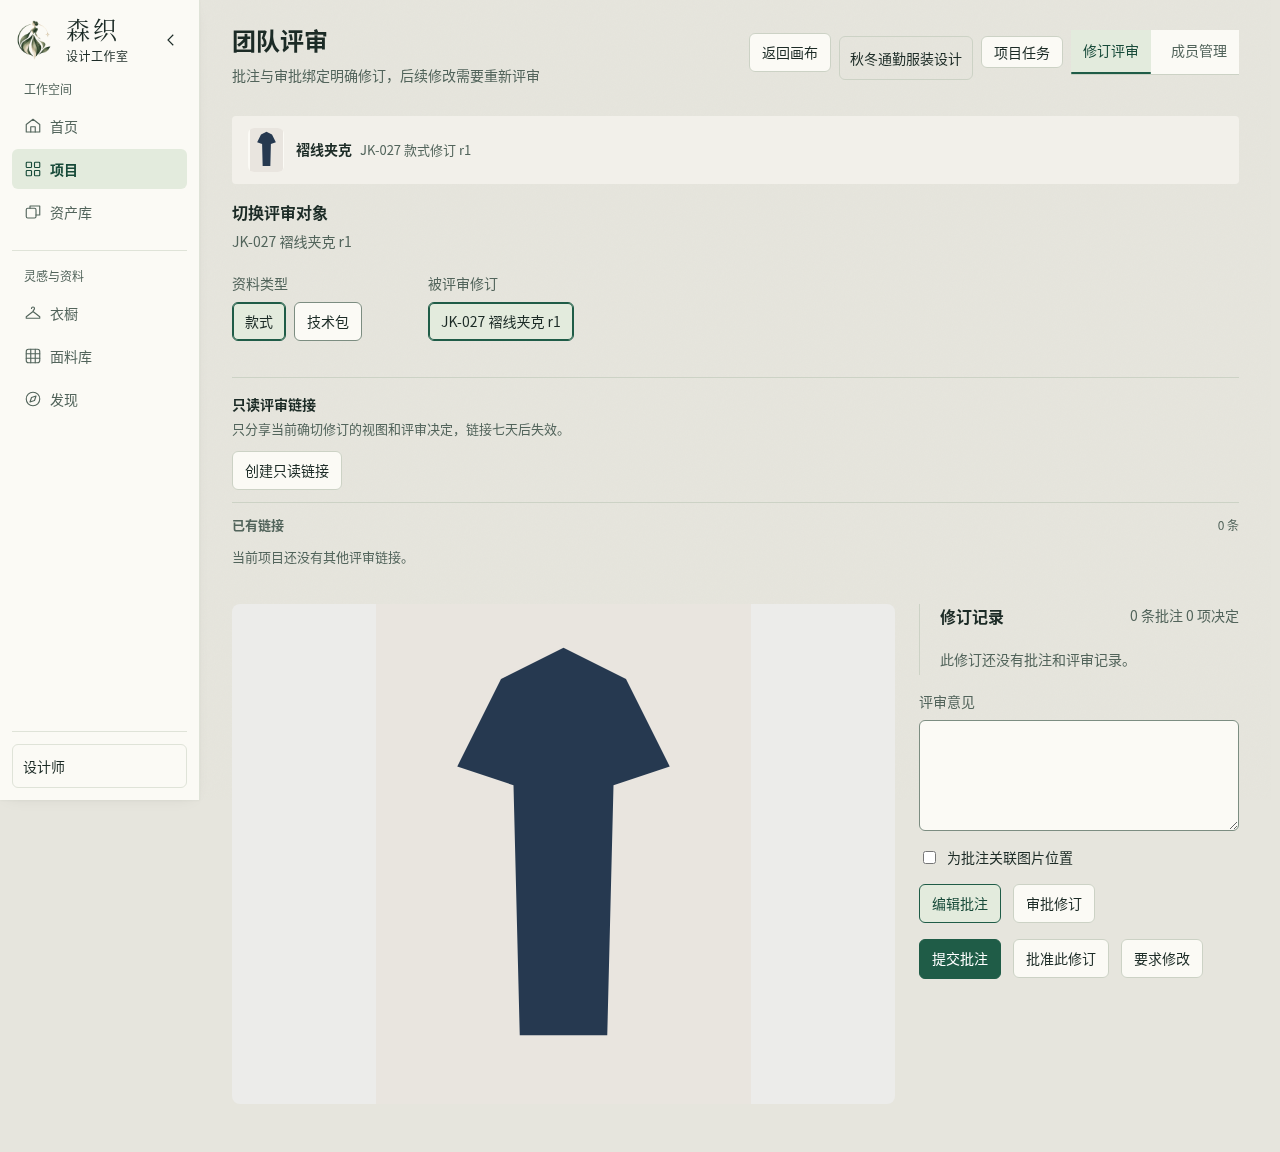 森织
设计工作室
工作空间
首页
项目
资产库
灵感与资料
衣橱
面料库
发现
设计师
团队评审
批注与审批绑定明确修订，后续修改需要重新评审
返回画布
秋冬通勤服装设计
项目任务
修订评审
成员管理
褶线夹克 JK-027 款式修订 r1
切换评审对象
JK-027 褶线夹克 r1
资料类型
款式
技术包
被评审修订
JK-027 褶线夹克 r1
只读评审链接
只分享当前确切修订的视图和评审决定，链接七天后失效。
创建只读链接
已有链接
0 条
当前项目还没有其他评审链接。
修订记录
0 条批注 0 项决定
此修订还没有批注和评审记录。
评审意见
为批注关联图片位置
编辑批注
审批修订
提交批注
批准此修订
要求修改